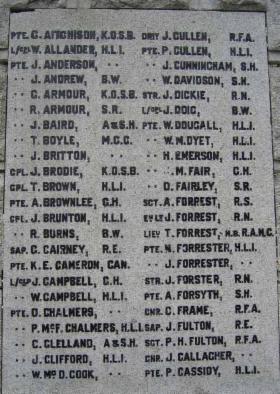 PTE. G. AITCHISON, K.O.S.B.
L/CPL W. ALLANDER, H.L.I.
PTE. J. ANDERSON, ··
·· J. ANDREW, B.W.
·· C. ARMOUR, K.O.S.B.
·· R. ARMOUR, S.R.
·· J. BAIRD, A&S.H.
·· T. BOYLE, M.G.C.
·· J. BRITTON, ··
CPL. J. BRODIE, K.O.S.B.
CPL. T. BROWN, H.L.I.
PTE. A. BROWNLEE, G.H.
CPL. J. BRUNTON, H.L.I.
·· R. BURNS, B.W.
SAP. C. CAIRNEY, R.E.
PTE. K.E. CAMERON, CAN.
L/CPL J. CAMPBELL, G.H.
·· W. CAMPBELL, H.L.I.
PTE. D. CHALMERS, ··
·· P. McF. CHALMERS, H.L.I.
·· C. CLELLAND, A&S.H.
·· J. CLIFFORD, H.L.I.
·· W. McD. COOK, ··
DRIV. J. CULLEN, R.F.A.
PTE. P. CULLEN, H.L.I.
·· J. CUNNINGHAM, S.H.
·· W. DAVIDSON, S.H.
STR. J. DICKIE, R.N.
L/CPL J. DOIG, B.W.
PTE. W. DOUGALL, H.L.I.
·· W. M. DYET, H.L.I.
·· H. EMERSON, H.L.I.
·· M. FAIR, G.H.
·· D. FAIRLEY, S.R.
SGT. A. FORREST, R.S.
J. FORREST, R.N.
LIEUT T. FORREST, H.B.R.A.M.C.
PTE. N. FORRESTER, H.L.I.
·· J. FORRESTER, ··
STR. J. FORSTER, R.N.
PTE. A. FORSYTH, S.H.
GNR. C. FRAME, R.F.A.
SAP. J. FULTON, R.E.
SGT. P. H. FULTON, R.F.A.
GNR. J. GALLACHER, ··
PTE. P. CASSIDY, H.L.I.